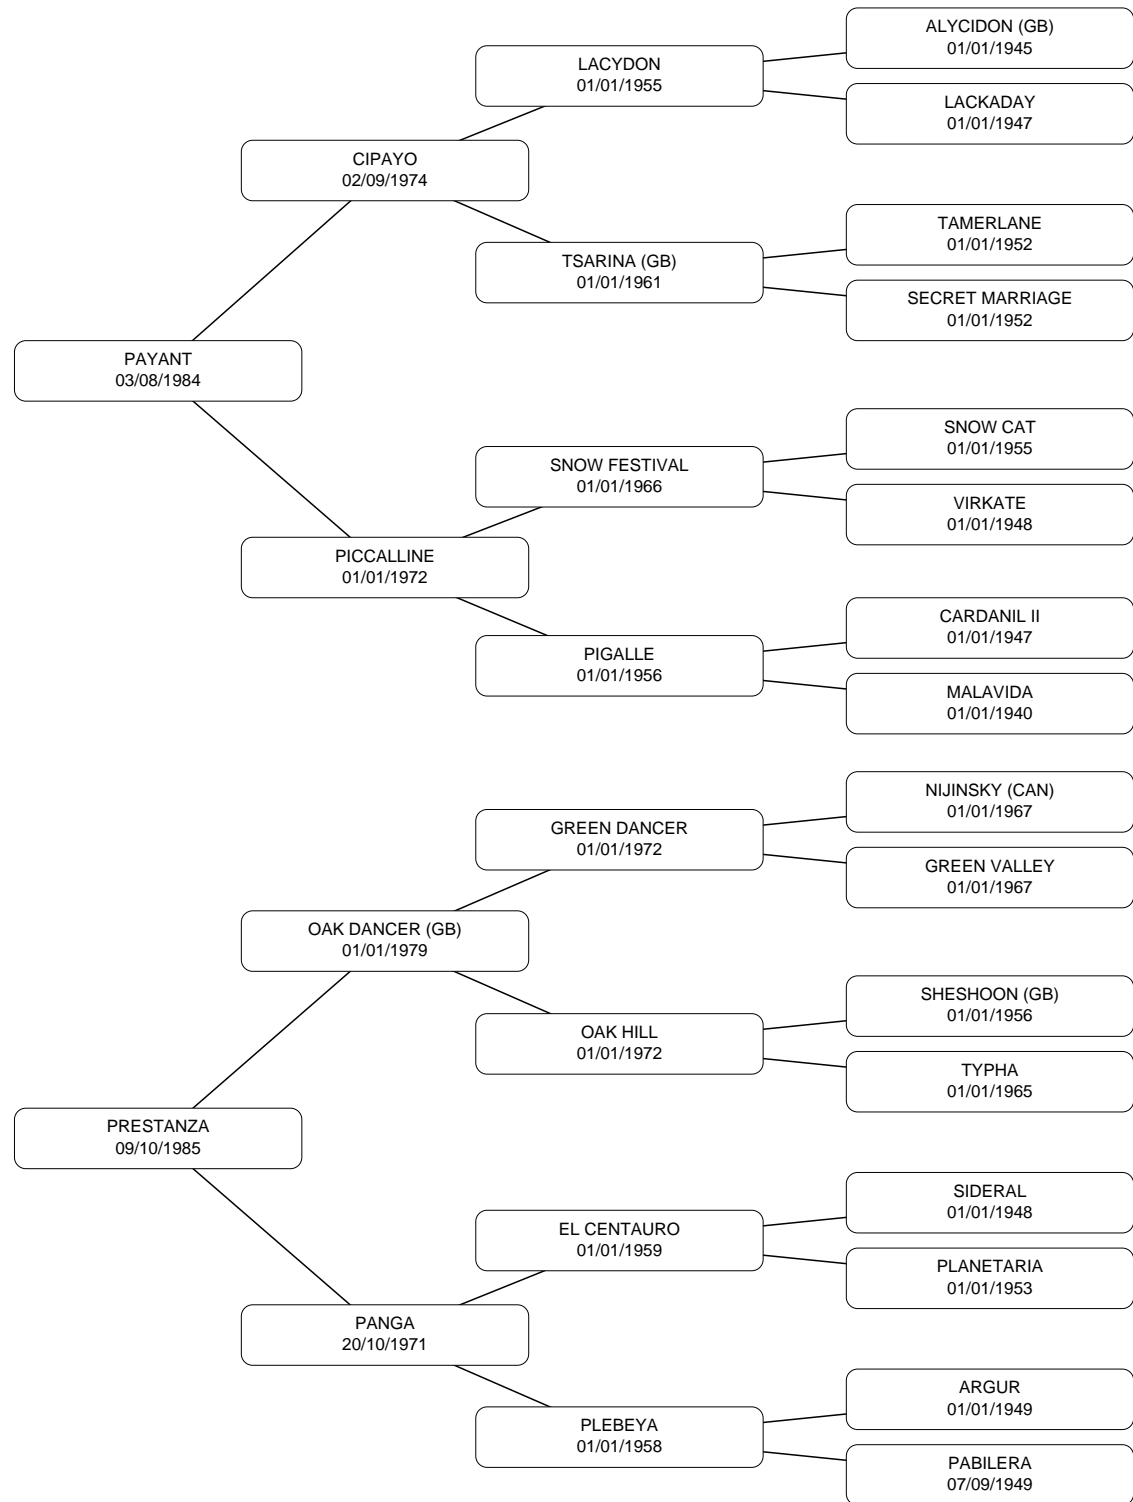 ALYCIDON (GB)
01/01/1945
LACYDON
01/01/1955
LACKADAY
01/01/1947
CIPAYO
02/09/1974
TAMERLANE
01/01/1952
TSARINA (GB)
01/01/1961
SECRET MARRIAGE
01/01/1952
PAYANT
03/08/1984
SNOW CAT
01/01/1955
SNOW FESTIVAL
01/01/1966
VIRKATE
01/01/1948
PICCALLINE
01/01/1972
CARDANIL II
01/01/1947
PIGALLE
01/01/1956
MALAVIDA
01/01/1940
NIJINSKY (CAN)
01/01/1967
GREEN DANCER
01/01/1972
GREEN VALLEY
01/01/1967
OAK DANCER (GB)
01/01/1979
SHESHOON (GB)
01/01/1956
OAK HILL
01/01/1972
TYPHA
01/01/1965
PRESTANZA
09/10/1985
SIDERAL
01/01/1948
EL CENTAURO
01/01/1959
PLANETARIA
01/01/1953
PANGA
20/10/1971
ARGUR
01/01/1949
PLEBEYA
01/01/1958
PABILERA
07/09/1949